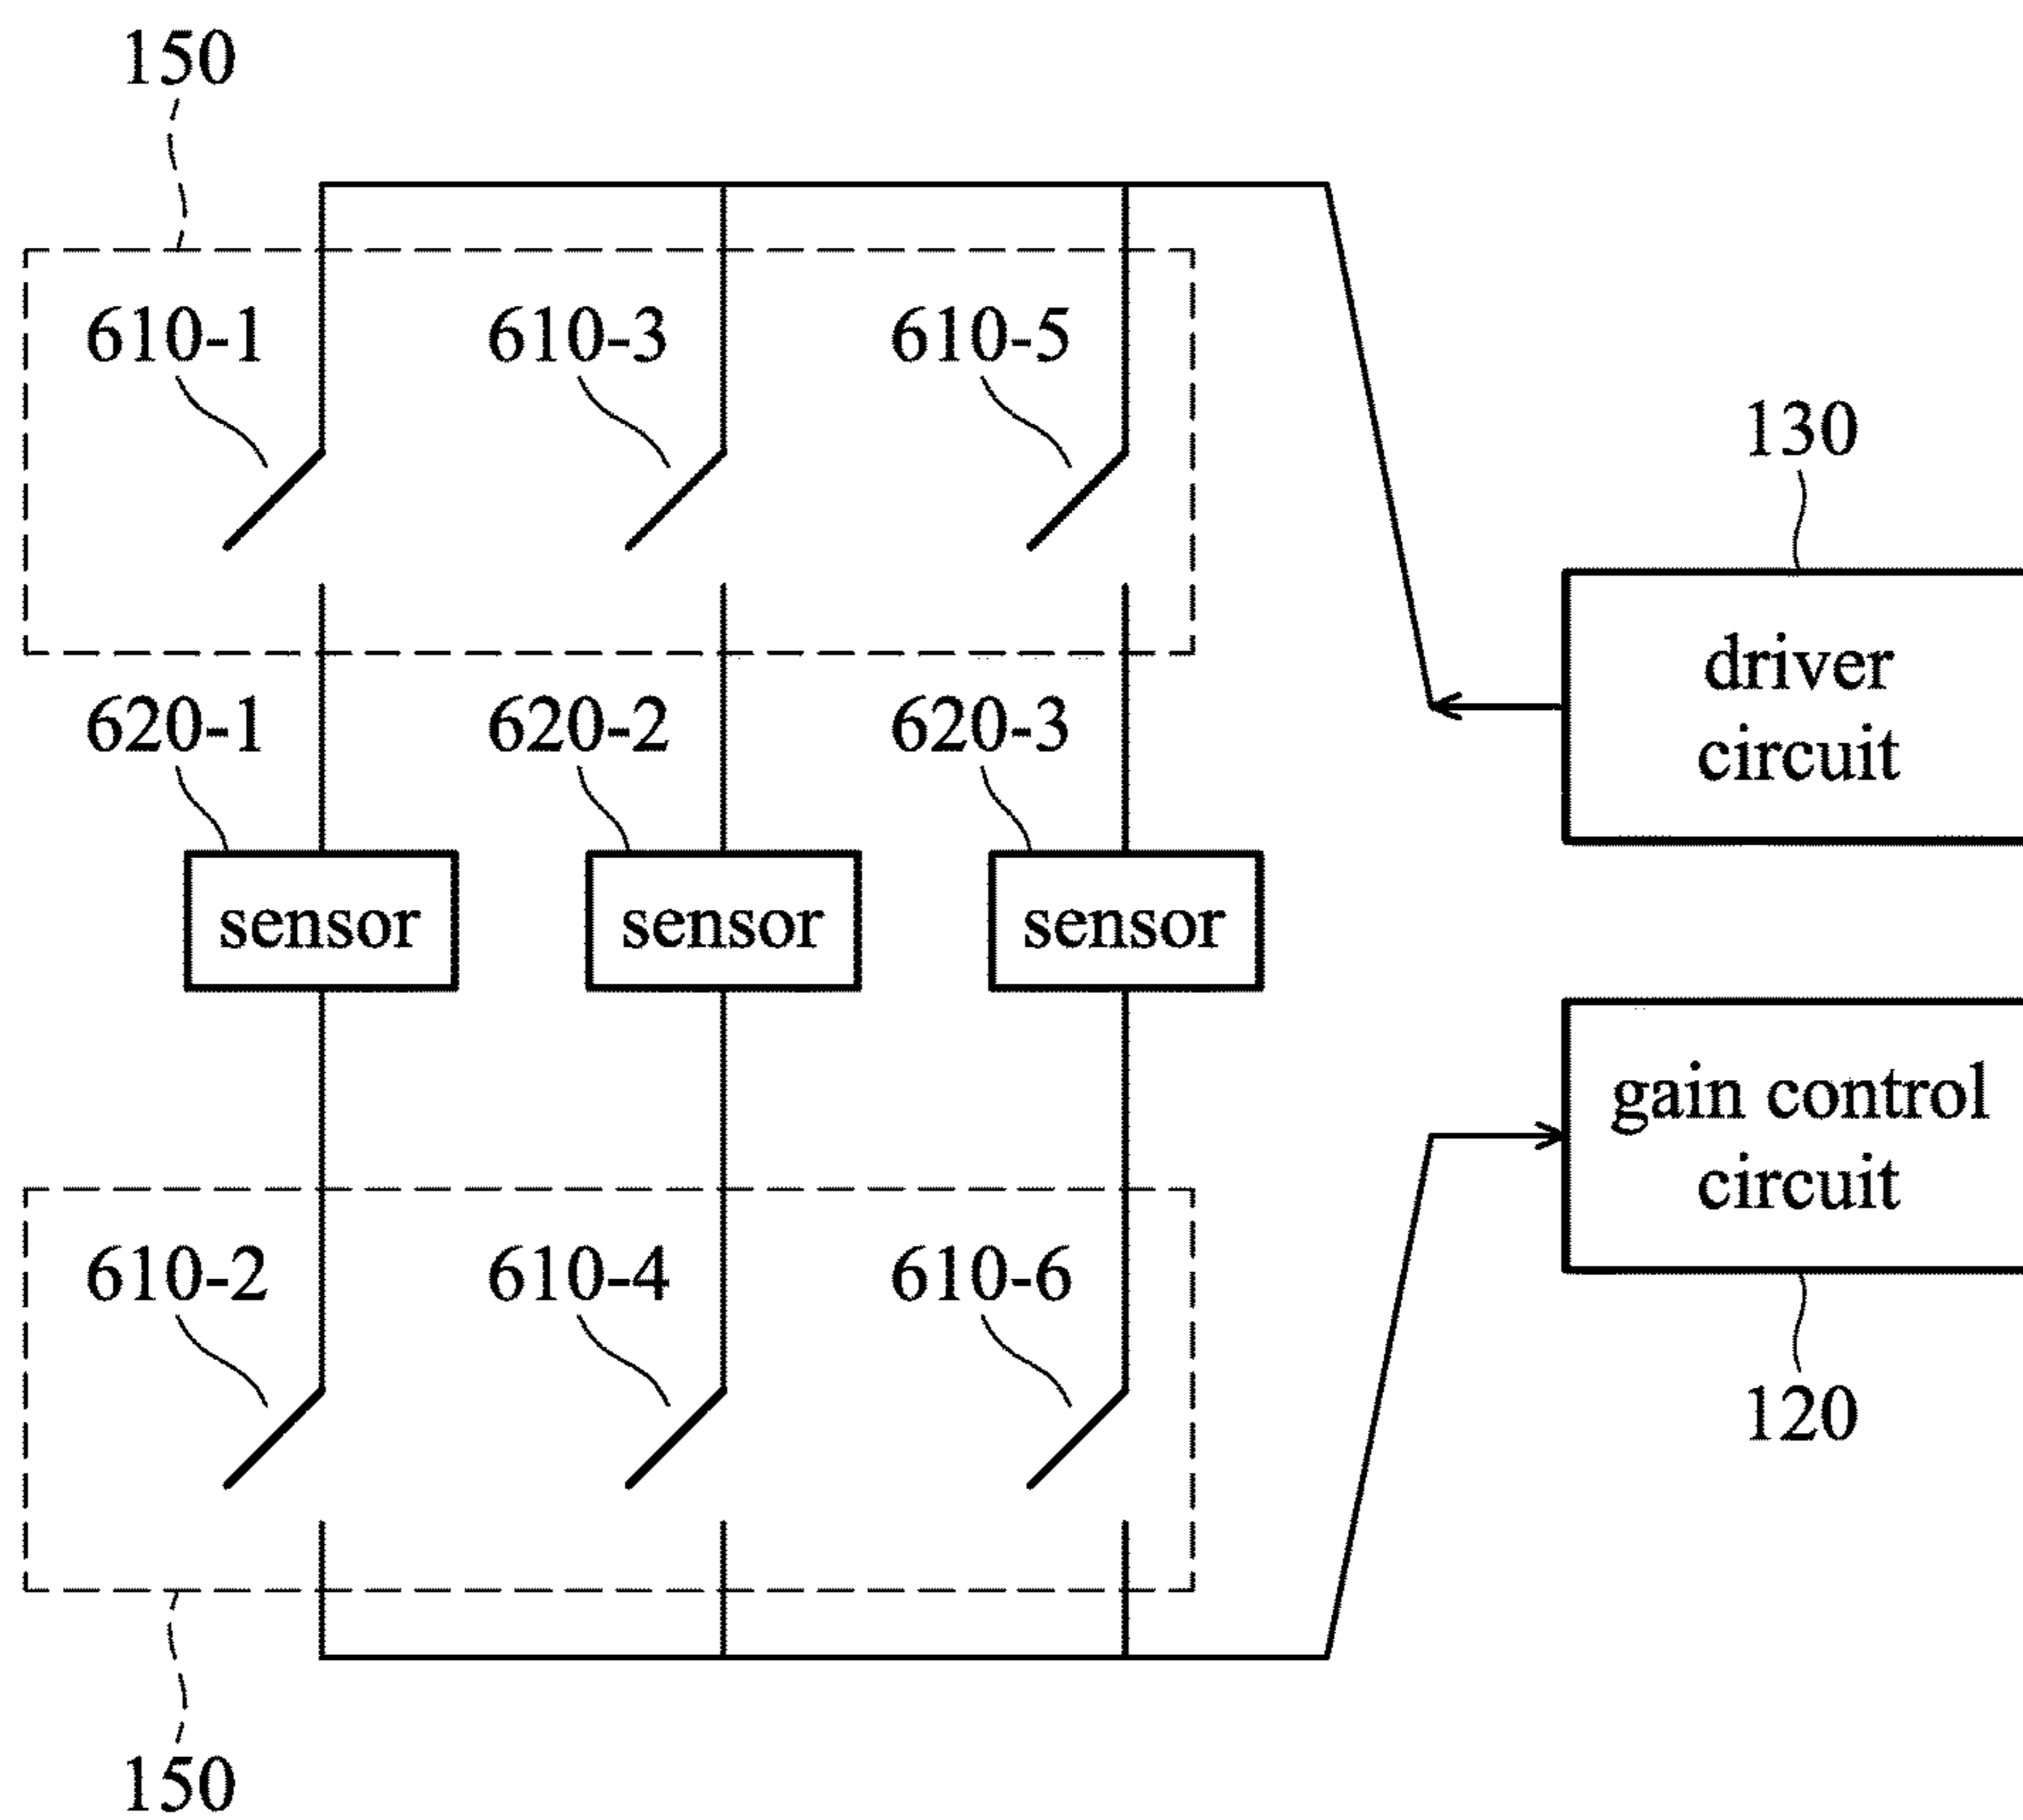 150
610-1
610-3
610-5
130
driver
circuit
620-1
620-2
620-3
sensor
sensor
sensor
gain control
circuit
610-2
610-4
610-6
120
150